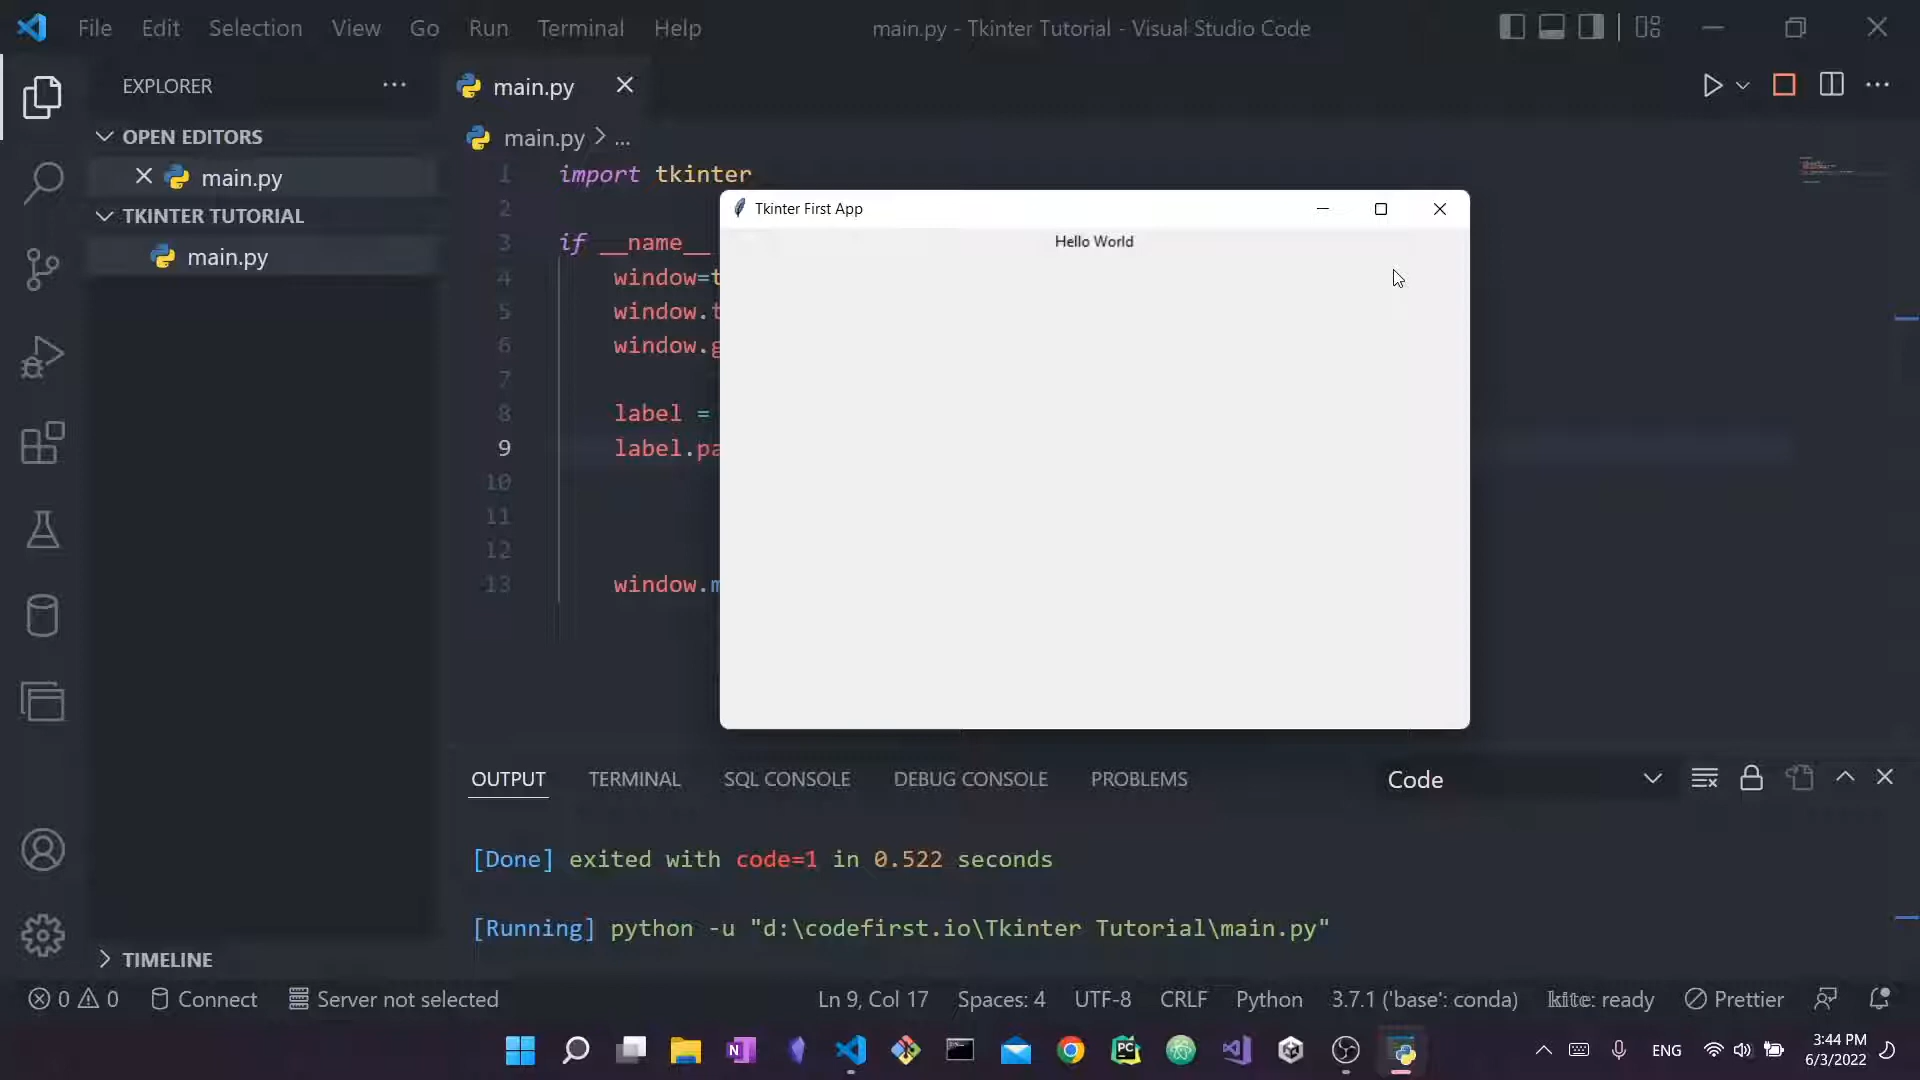 File Edit Selection View Go Run Terminal Help
main.py - Tkinter Tutorial - Visual Studio Code
EXPLORER
OPEN EDITORS
main.py
TKINTER TUTORIAL
main.py
TIMELINE
main.py
main.py > ...
1 import tkinter
2
3 if __name__
4 window=t
5 window.t
6 window.g
7
8 label =
9 label.pa
10
11
12
13 window.m
Tkinter First App
Hello World
OUTPUT TERMINAL SQL CONSOLE DEBUG CONSOLE PROBLEMS
Code
[Done] exited with code=1 in 0.522 seconds
[Running] python -u "d:\codefirst.io\Tkinter Tutorial\main.py"
0 0 Connect Server not selected Ln 9, Col 17 Spaces: 4 UTF-8 CRLF Python 3.7.1 ('base': conda) kite: ready Prettier
N PC ENG
3:44 PM
6/3/2022